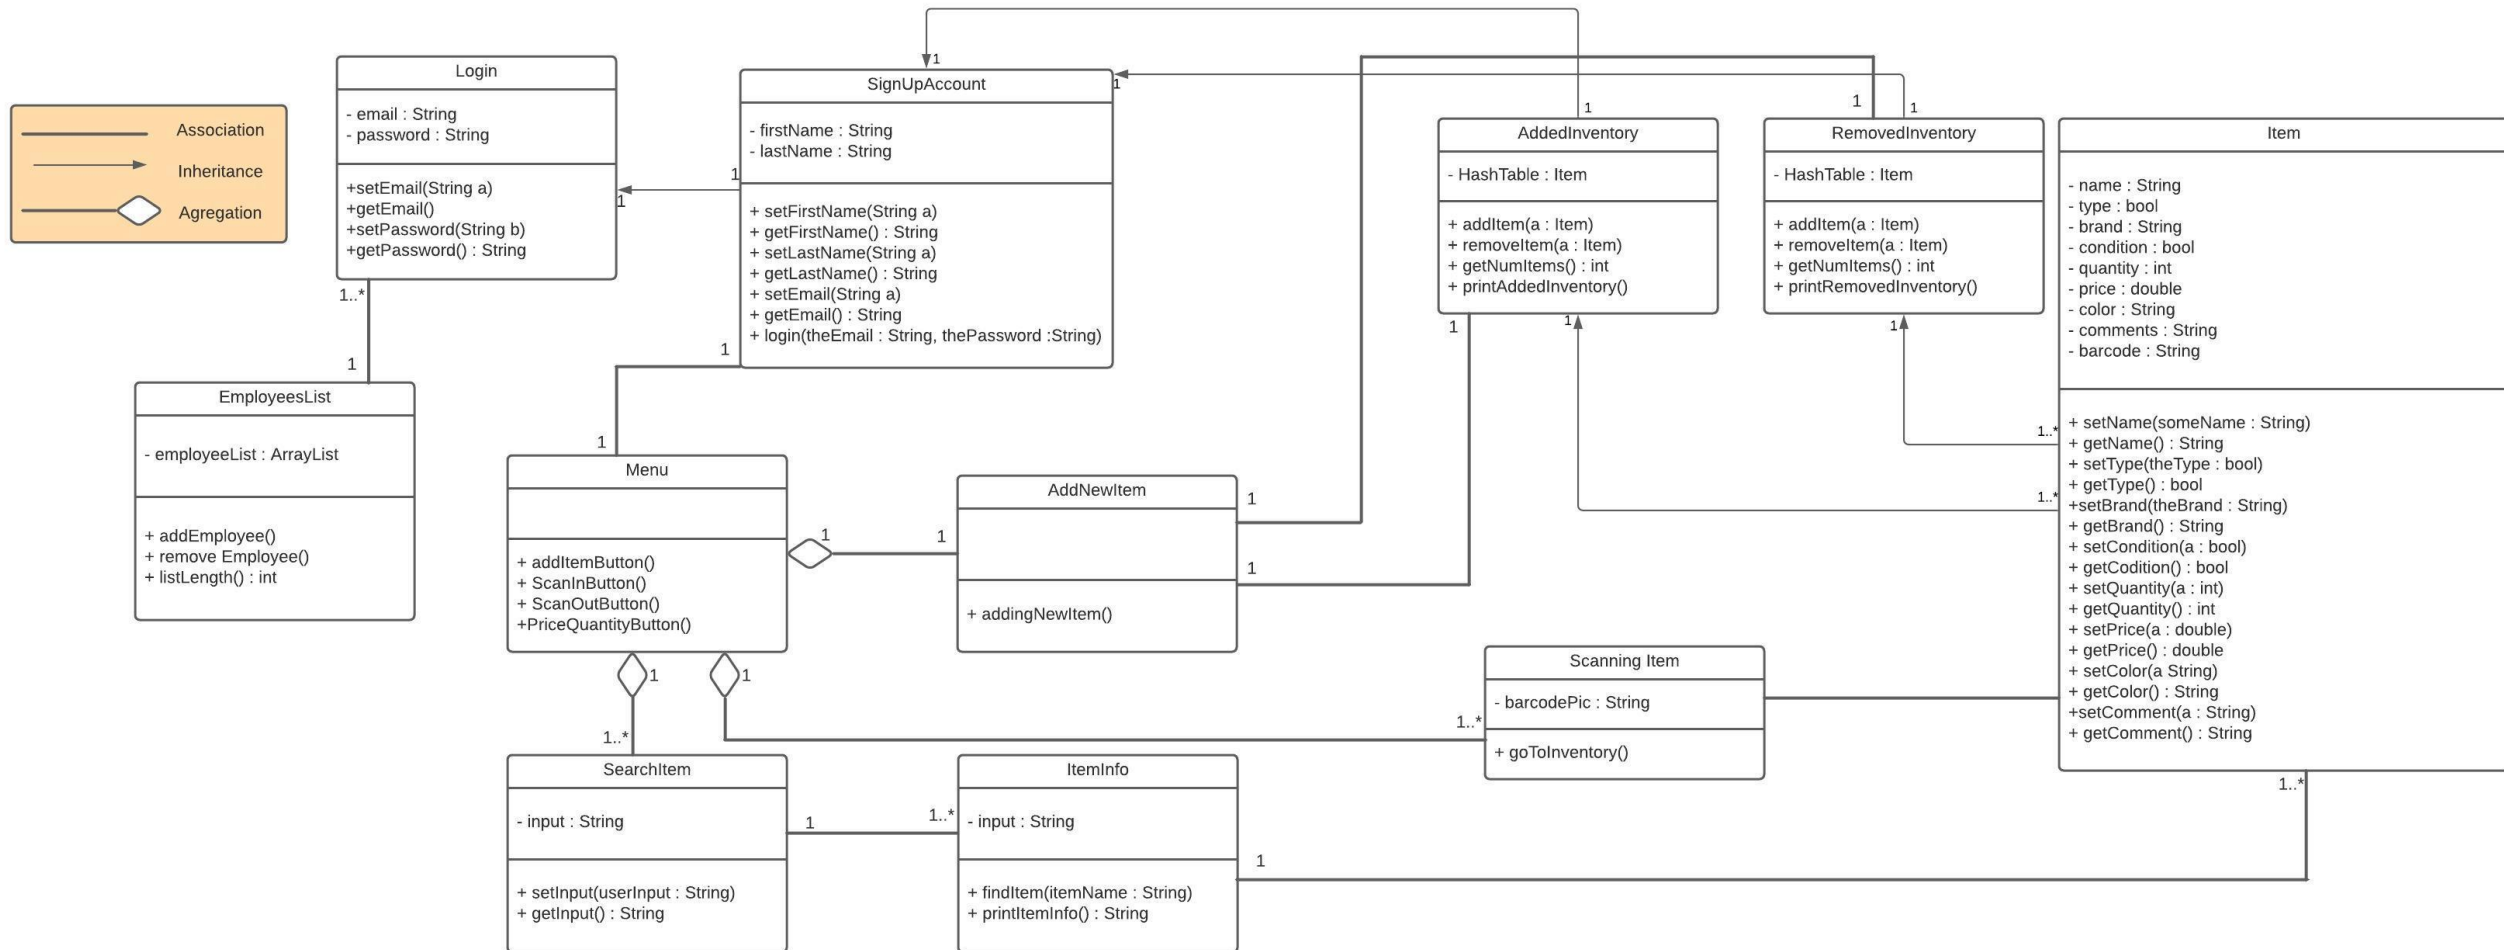 Association
Inheritance
Agregation
Login
- email : String
- password : String
+setEmail(String a)
+getEmail()
+setPassword(String b)
+getPassword() : String
1..*
1
EmployeesList
- employeeList : ArrayList
+ addEmployee()
+ remove Employee()
+ listLength() : int
1
1
SignUpAccount
- firstName : String
- lastName : String
+ setFirstName(String a)
+ getFirstName() : String
+ setLastName(String a)
+ getLastName() : String
+ setEmail(String a)
+ getEmail() : String
+ login(theEmail : String, thePassword :String)
1
1
1
1
Menu
+ addItemButton()
+ ScanInButton()
+ ScanOutButton()
+PriceQuantityButton()
1
1
AddNewItem
+ addingNewItem()
1
1
1
1
1..*
SearchItem
- input : String
+ setInput(userInput : String)
+ getInput() : String
1
1..*
ItemInfo
- input : String
+ findItem(itemName : String)
+ printItemInfo() : String
1
1
AddedInventory
- HashTable : Item
+ addItem(a : Item)
+ removeItem(a : Item)
+ getNumItems() : int
+ printAddedInventory()
1
1
1
1
RemovedInventory
- HashTable : Item
+ addItem(a : Item)
+ removeItem(a : Item)
+ getNumItems() : int
+ printRemovedInventory()
1
1..*
Scanning Item
- barcodePic : String
+ goToInventory()
Item
- name : String
- type : bool
- brand : String
- condition : bool
- quantity : int
- price : double
- color : String
- comments : String
- barcode : String
+ setName(someName : String)
+ getName() : String
+ setType(theType : bool)
+ getType() : bool
+setBrand(theBrand : String)
+ getBrand() : String
+ setCondition(a : bool)
+ getCodition() : bool
+ setQuantity(a : int)
+ getQuantity() : int
+ setPrice(a : double)
+ getPrice() : double
+ setColor(a String)
+ getColor() : String
+setComment(a : String)
+ getComment() : String
1..*
1..*
1..*